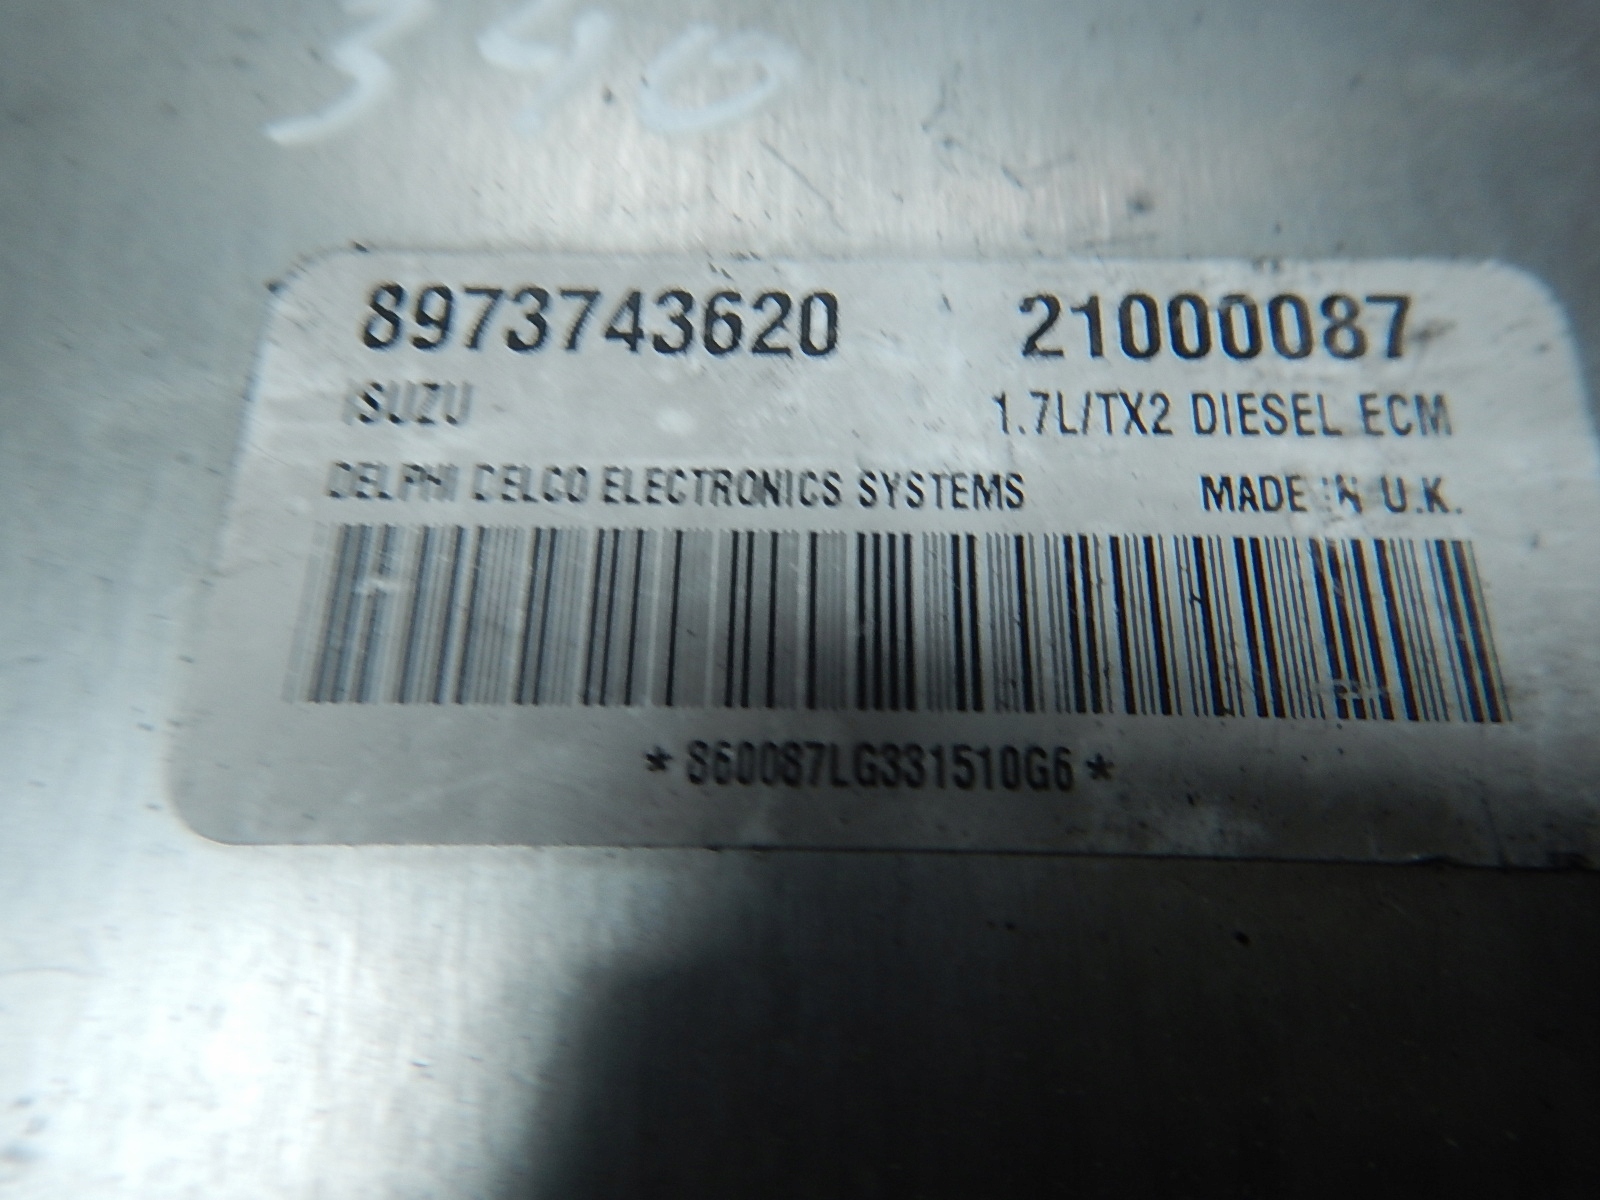 340
8973743620 21000087
ISUZU 1.7L/TX2 DIESEL ECM
DELPHI DELCO ELECTRONICS SYSTEMS MADE IN U.K.
*860087LG331510G6*